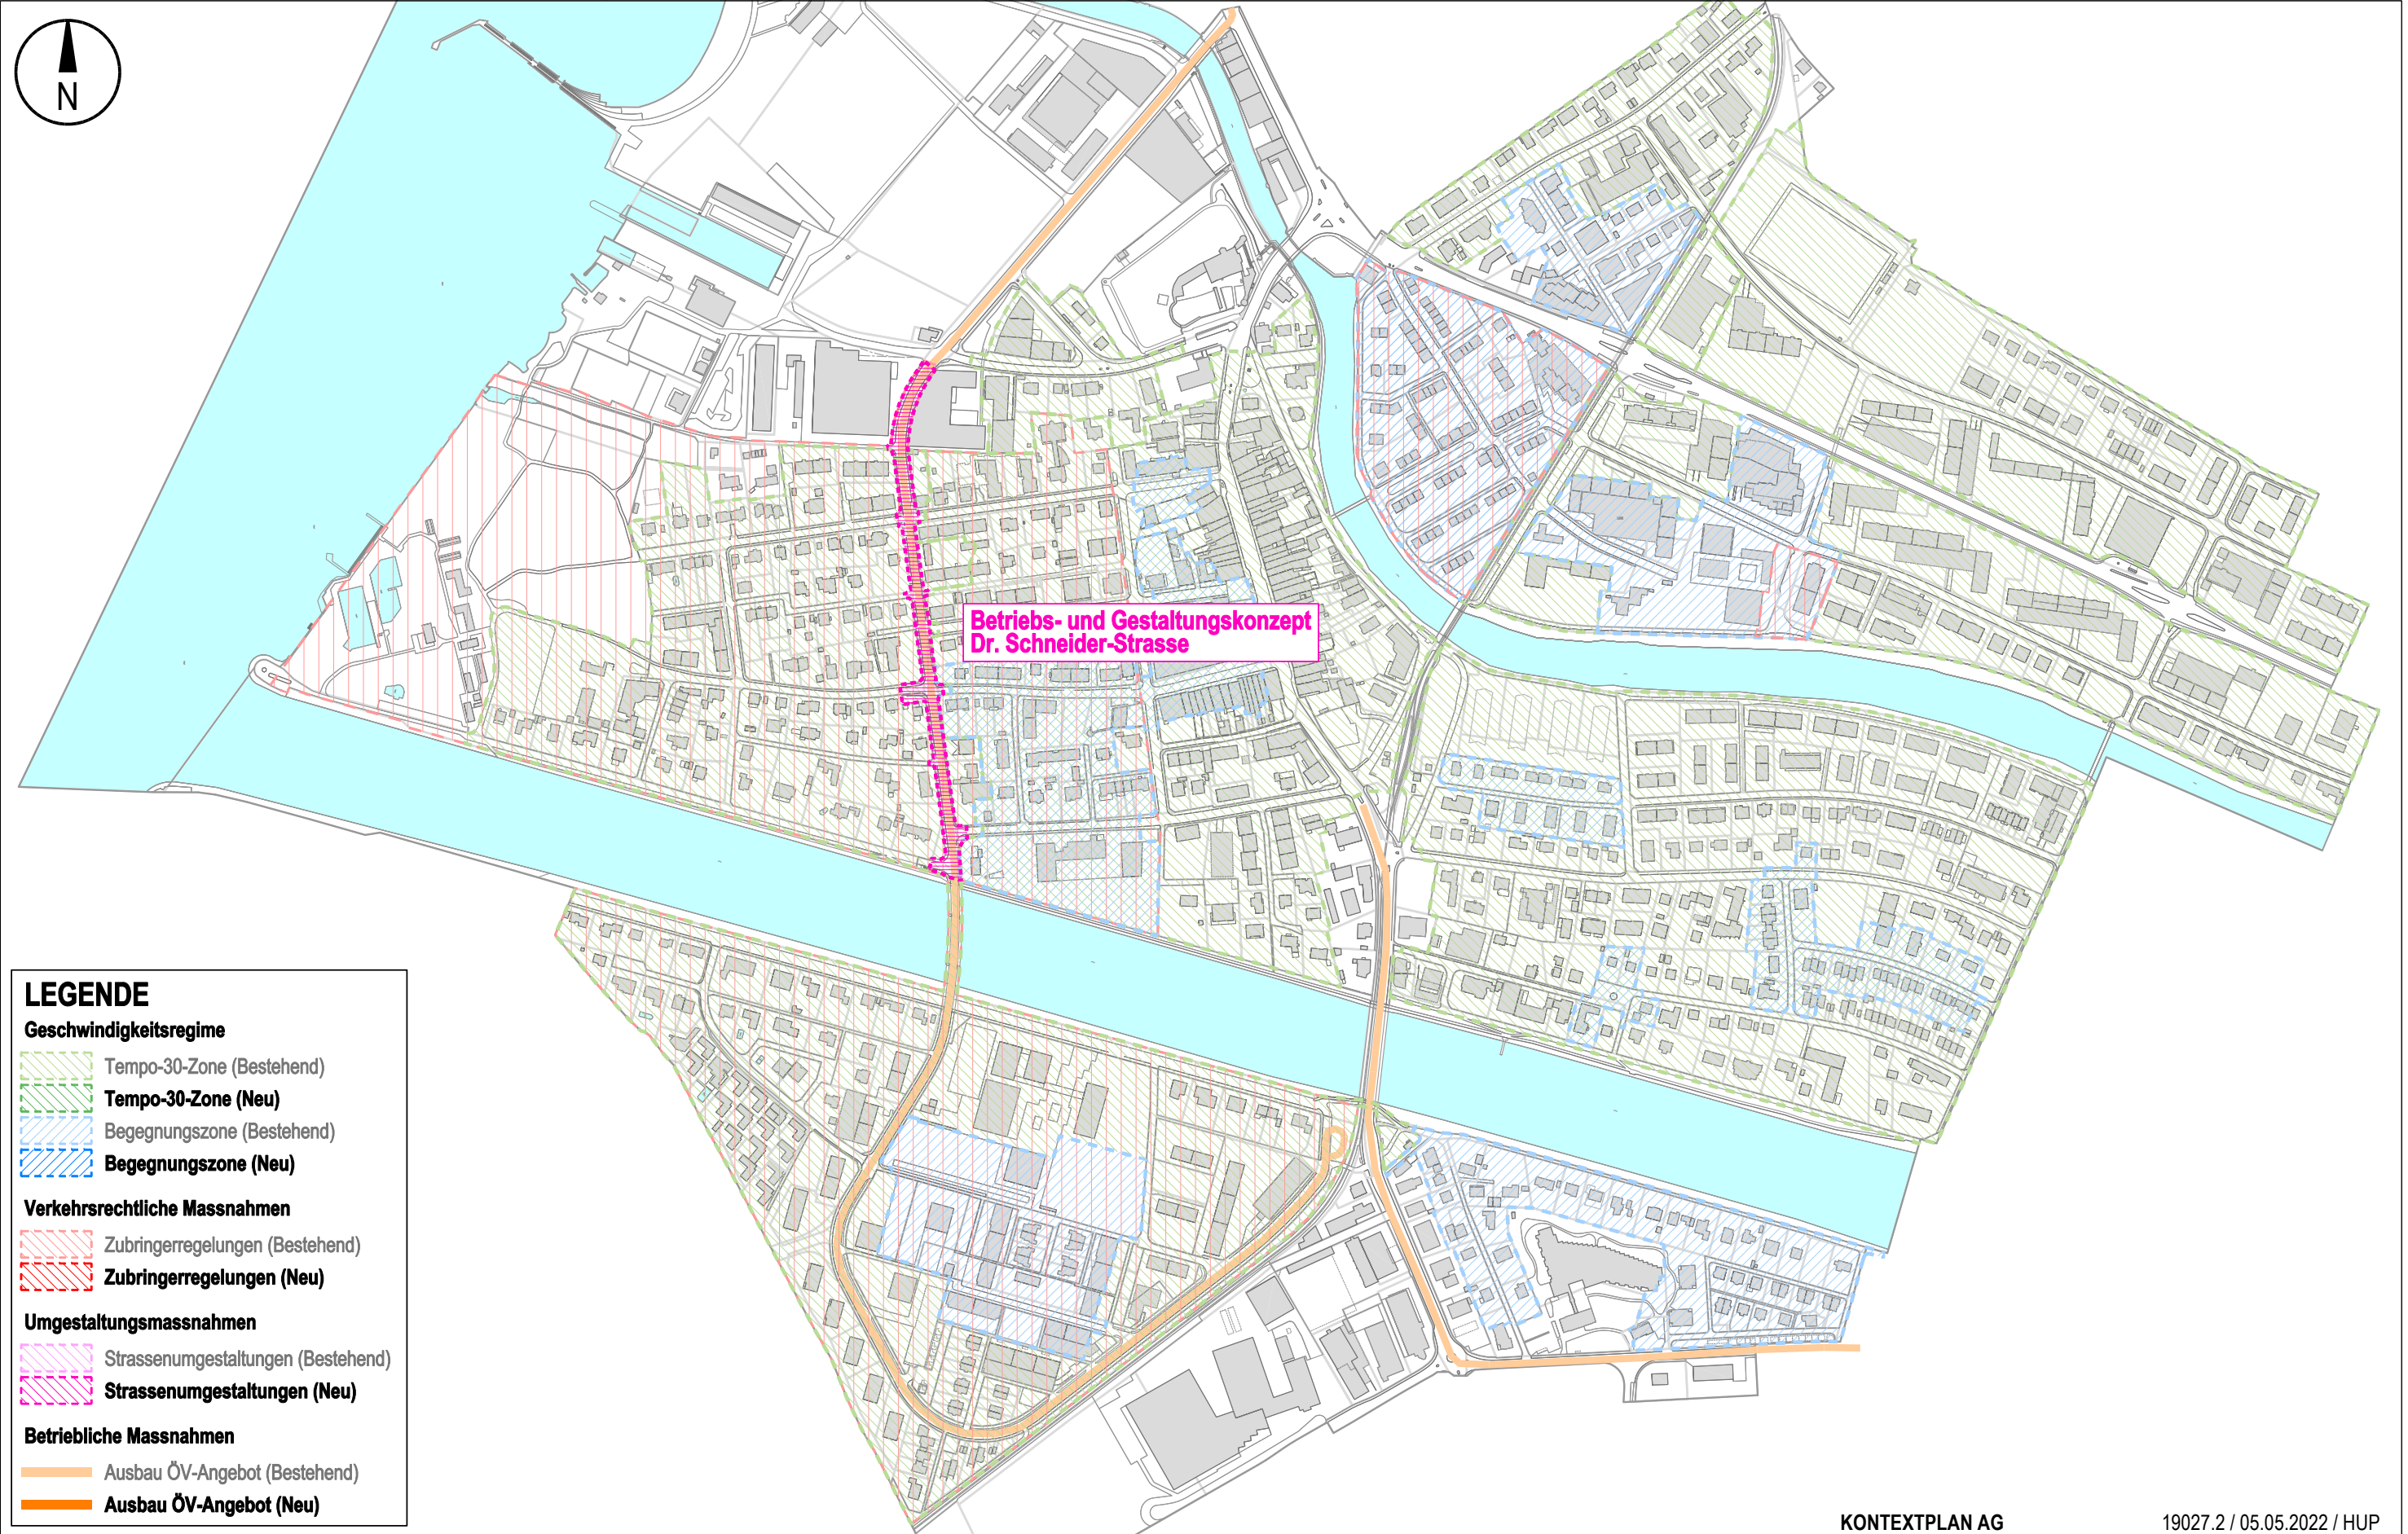 N
Betriebs- und Gestaltungskonzept
Dr. Schneider-Strasse
LEGENDE
Geschwindigkeitsregime
Tempo-30-Zone (Bestehend)
Tempo-30-Zone (Neu)
Begegnungszone (Bestehend)
Begegnungszone (Neu)
Verkehrsrechtliche Massnahmen
Zubringerregelungen (Bestehend)
Zubringerregelungen (Neu)
Umgestaltungsmassnahmen
Strassenumgestaltungen (Bestehend)
Strassenumgestaltungen (Neu)
Betriebliche Massnahmen
Ausbau ÖV-Angebot (Bestehend)
Ausbau ÖV-Angebot (Neu)
KONTEXTPLAN AG
19027.2 / 05.05.2022 / HUP